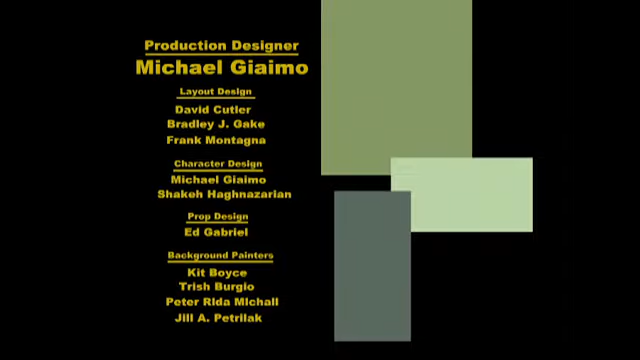 Production Designer
Michael Giaimo
Layout Design
David Cutler
Bradley J. Gake
Frank Montagna
Character Design
Michael Giaimo
Shakeh Haghnazarian
Prop Design
Ed Gabriel
Background Painters
Kit Boyce
Trish Burgio
Peter Rida Michail
Jill A. Petrilak